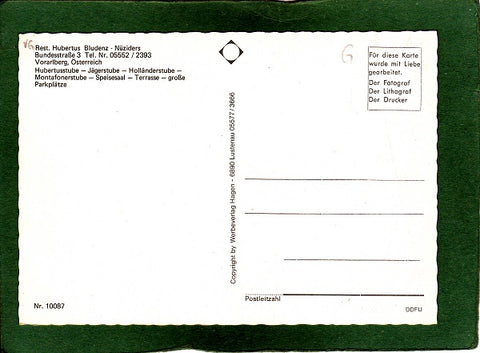 VG
Rest. Hubertus Bludenz - Nüziders
Bundesstraße 3 Tel. Nr. 05552 / 2393
Vorarlberg, Österreich
Hubertusstube — Jägerstube — Holländerstube —
Montafonerstube — Speisesaal — Terrasse — große
Parkplätze
G
Für diese Karte
wurde mit Liebe
gearbeitet.
Der Fotograf
Der Lithograf
Der Drucker
Copyright by Werbeverlag Hagen - 6890 Lustenau 05577/3666
Postleitzahl
Nr. 10087
DDFU